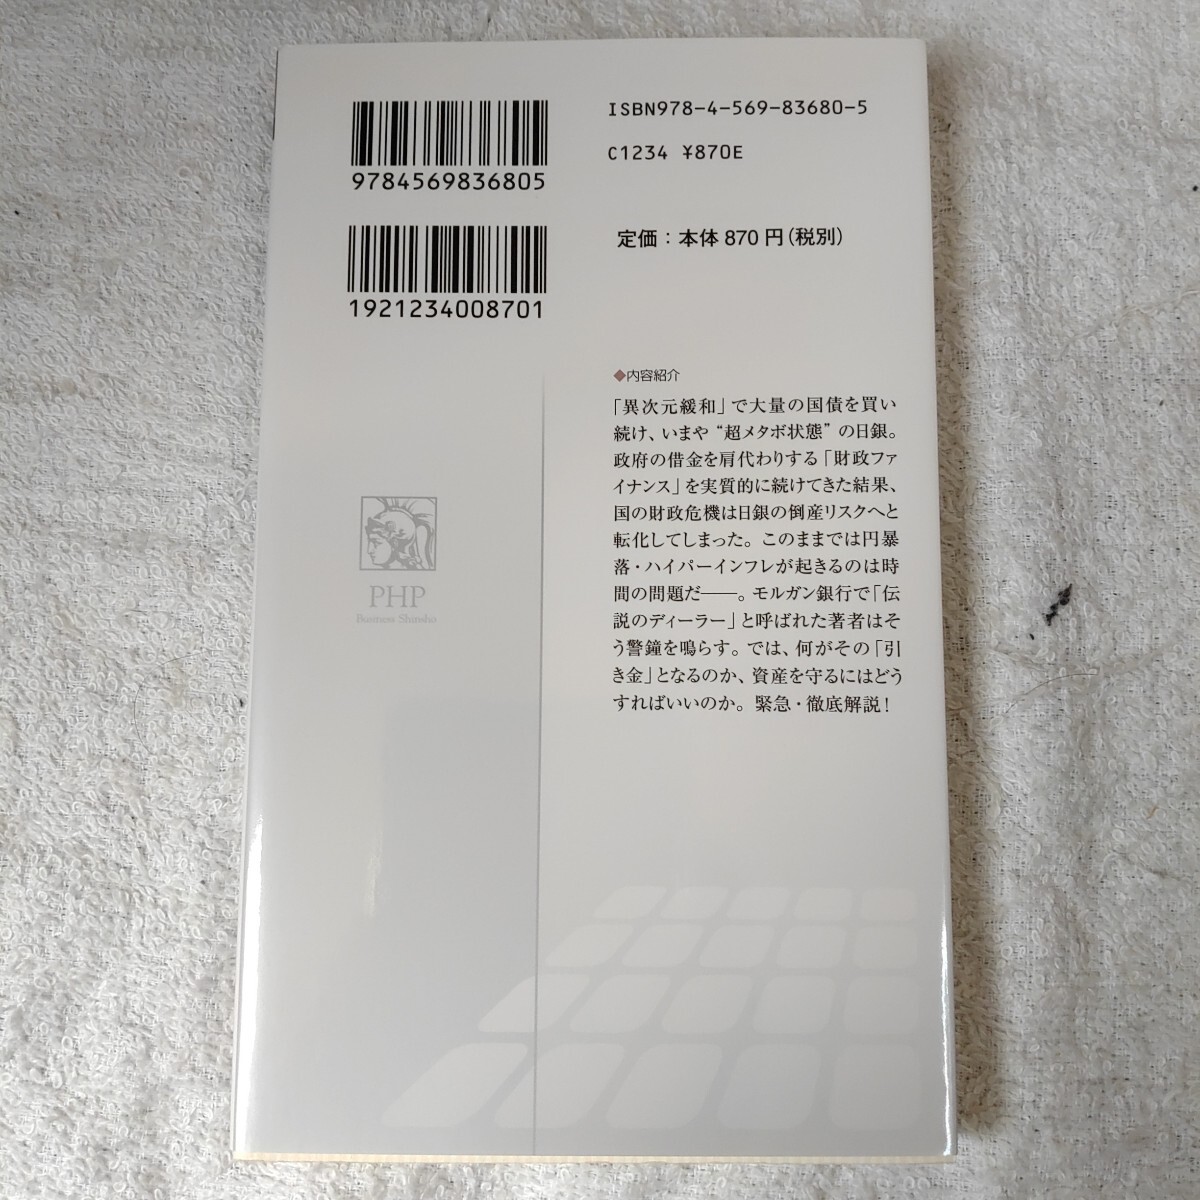 9784569836805
ISBN978-4-569-83680-5
C1234 ¥870E
1921234008701
定価：本体 870 円（税別）
◆内容紹介
「異次元緩和」で大量の国債を買い
続け、いまや“超メタボ状態”の日銀。
政府の借金を肩代わりする「財政ファ
イナンス」を実質的に続けてきた結果、
国の財政危機は日銀の倒産リスクへと
転化してしまった。このままでは円暴
落・ハイパーインフレが起きるのは時
間の問題だ――。モルガン銀行で「伝
説のディーラー」と呼ばれた著者はそ
う警鐘を鳴らす。では、何がその「引
き金」となるのか、資産を守るにはどう
すればいいのか。緊急・徹底解説！
PHP
Business Shinsho